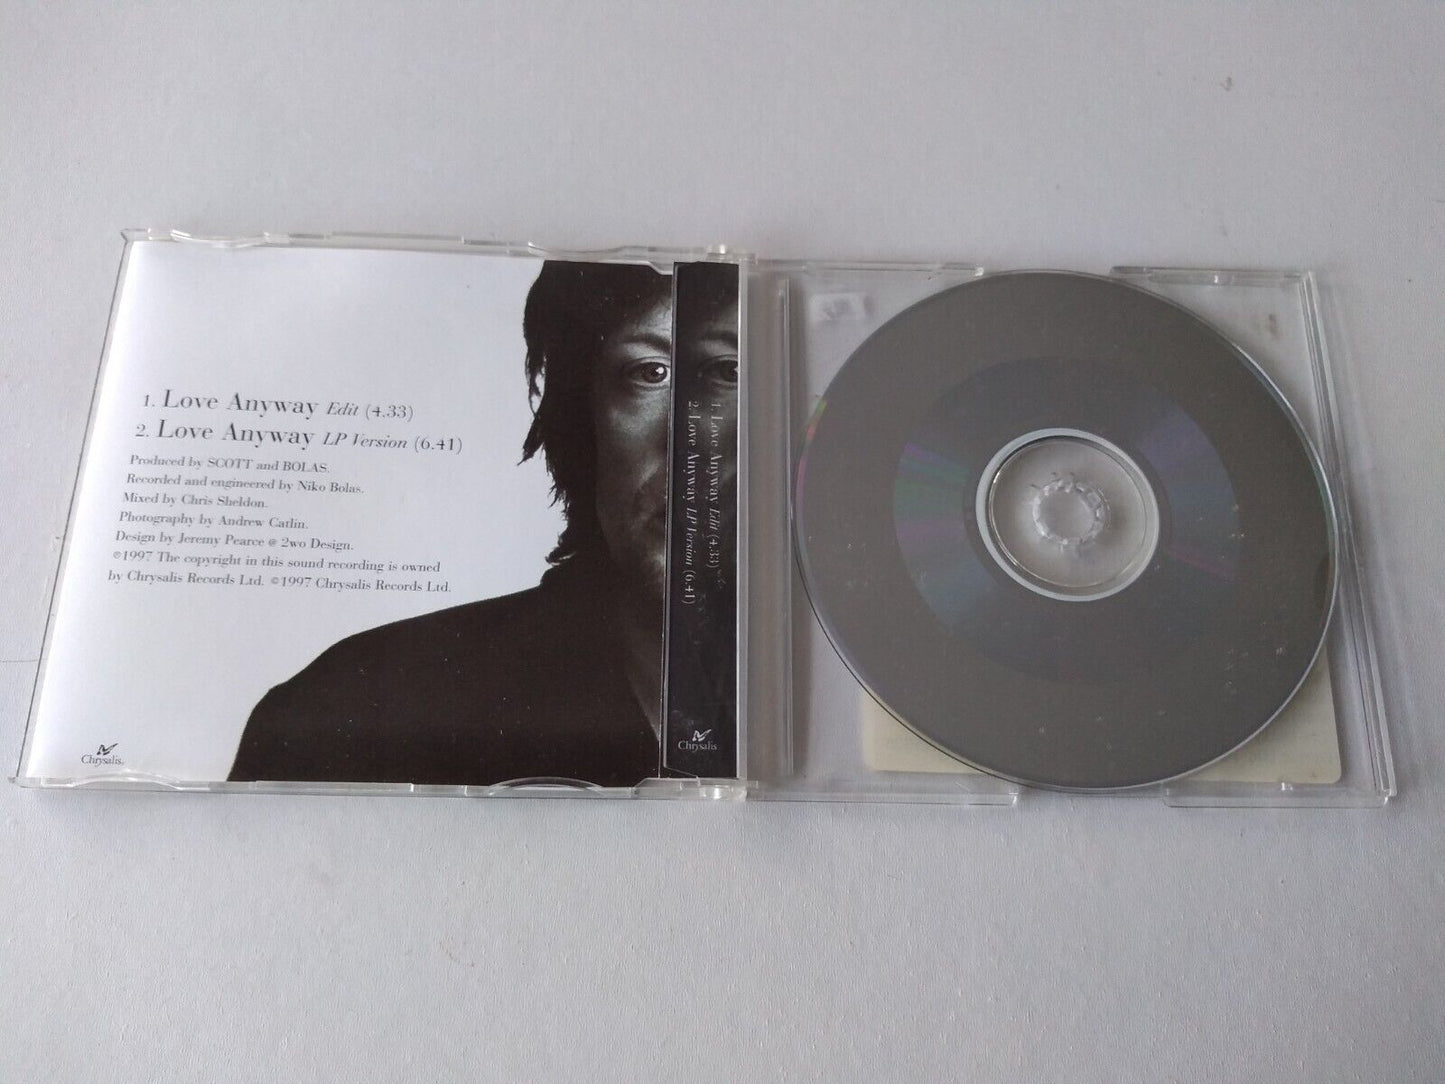 1. Love Anyway Edit (4.33)
2. Love Anyway LP Version (6.41)
Produced by SCOTT and BOLAS.
Recorded and engineered by Niko Bolas.
Mixed by Chris Sheldon.
Photography by Andrew Catlin.
Design by Jeremy Pearce @ 2wo Design.
℗1997 The copyright in this sound recording is owned
by Chrysalis Records Ltd. ©1997 Chrysalis Records Ltd.
Chrysalis.
1. Love Anyway Edit (4.33)
2. Love Anyway LP Version (6.41)
Chrysalis